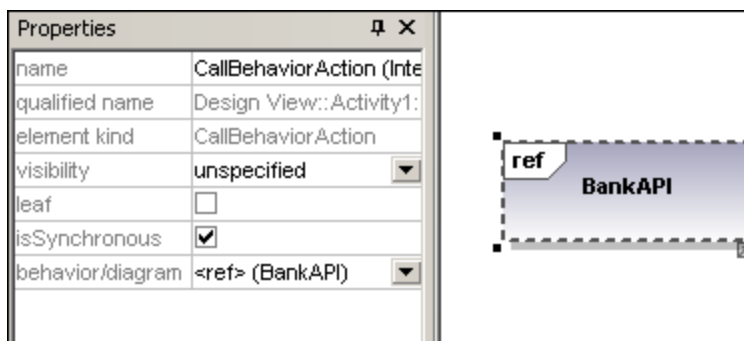 Properties
name CallBehaviorAction (Inte
qualified name Design View::Activity1:
element kind CallBehaviorAction
visibility unspecified
leaf
isSynchronous
behavior/diagram <ref> (BankAPI)
ref
BankAPI